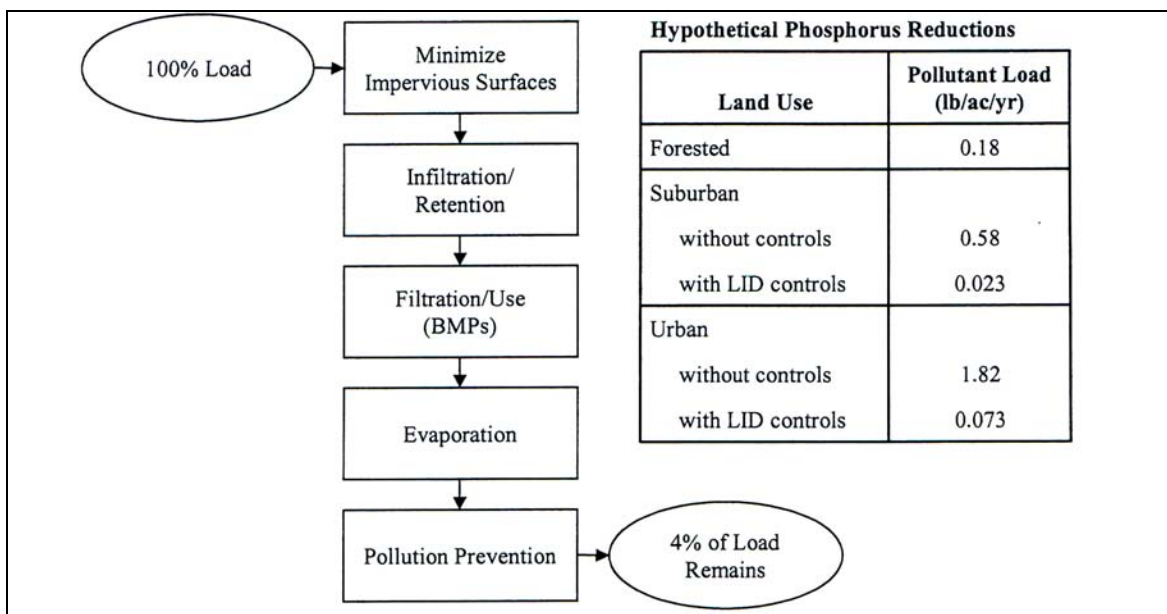 100% Load
Minimize
Impervious Surfaces
Infiltration/
Retention
Filtration/Use
(BMPs)
Evaporation
Pollution Prevention
4% of Load
Remains
Hypothetical Phosphorus Reductions
Land Use
Pollutant Load
(lb/ac/yr)
Forested 0.18
Suburban
without controls 0.58
with LID controls 0.023
Urban
without controls 1.82
with LID controls 0.073